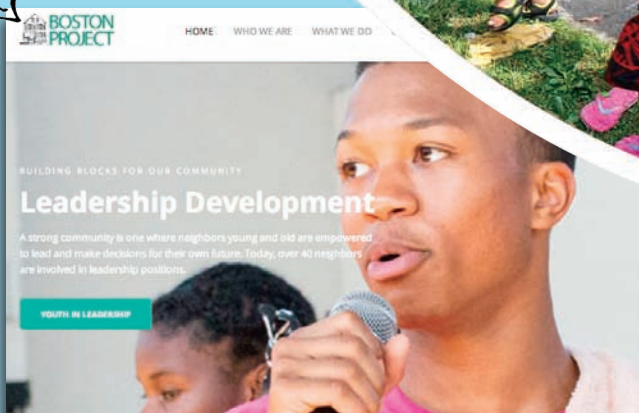 BOSTON
PROJECT
HOME WHO WE ARE WHAT WE DO
BUILDING BLOCKS FOR OUR COMMUNITY
Leadership Development
A strong community is one where neighbors young and old are empowered
to lead and make decisions for their own future. Today, over 40 neighbors
are involved in leadership positions.
YOUTH IN LEADERSHIP